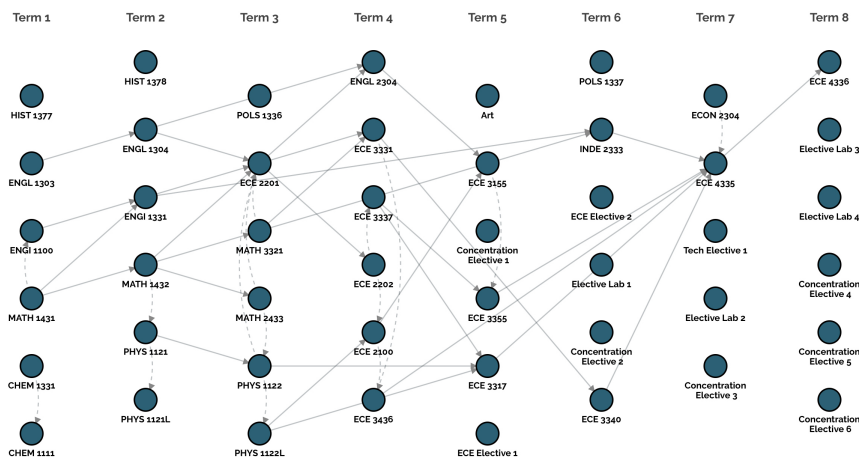 Term 1
Term 2
Term 3
Term 4
Term 5
Term 6
Term 7
Term 8
HIST 1377
ENGL 1303
ENGI 1100
MATH 1431
CHEM 1331
CHEM 1111
HIST 1378
ENGL 1304
ENGI 1331
MATH 1432
PHYS 1121
PHYS 1121L
POLS 1336
ECE 2201
MATH 3321
MATH 2433
PHYS 1122
PHYS 1122L
ENGL 2304
ECE 3331
ECE 3337
ECE 2202
ECE 2100
ECE 3436
Art
ECE 3155
Concentration
Elective 1
ECE 3355
ECE 3317
ECE Elective 1
POLS 1337
INDE 2333
ECE Elective 2
Elective Lab 1
Concentration
Elective 2
ECE 3340
ECON 2304
ECE 4335
Tech Elective 1
Elective Lab 2
Concentration
Elective 3
ECE 4336
Elective Lab 3
Elective Lab 4
Concentration
Elective 4
Concentration
Elective 5
Concentration
Elective 6